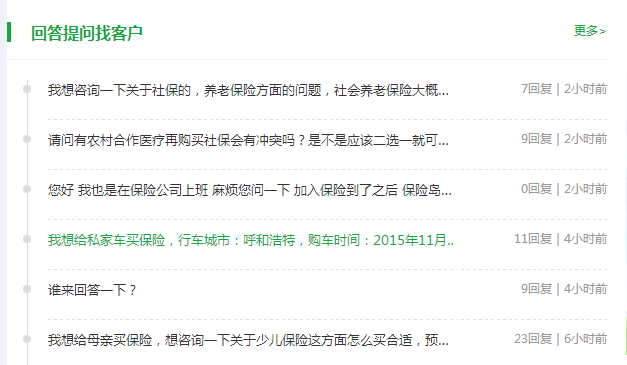 回答提问找客户
更多>
我想咨询一下关于社保的，养老保险方面的问题，社会养老保险大概...
7回复 | 2小时前
请问有农村合作医疗再购买社保会有冲突吗？是不是应该二选一就可...
9回复 | 2小时前
您好 我也是在保险公司上班 麻烦您问一下 加入保险到了之后 保险岛...
0回复 | 2小时前
我想给私家车买保险，行车城市：呼和浩特，购车时间：2015年11月..
11回复 | 4小时前
谁来回答一下？
9回复 | 4小时前
我想给母亲买保险，想咨询一下关于少儿保险这方面怎么买合适，预...
23回复 | 6小时前